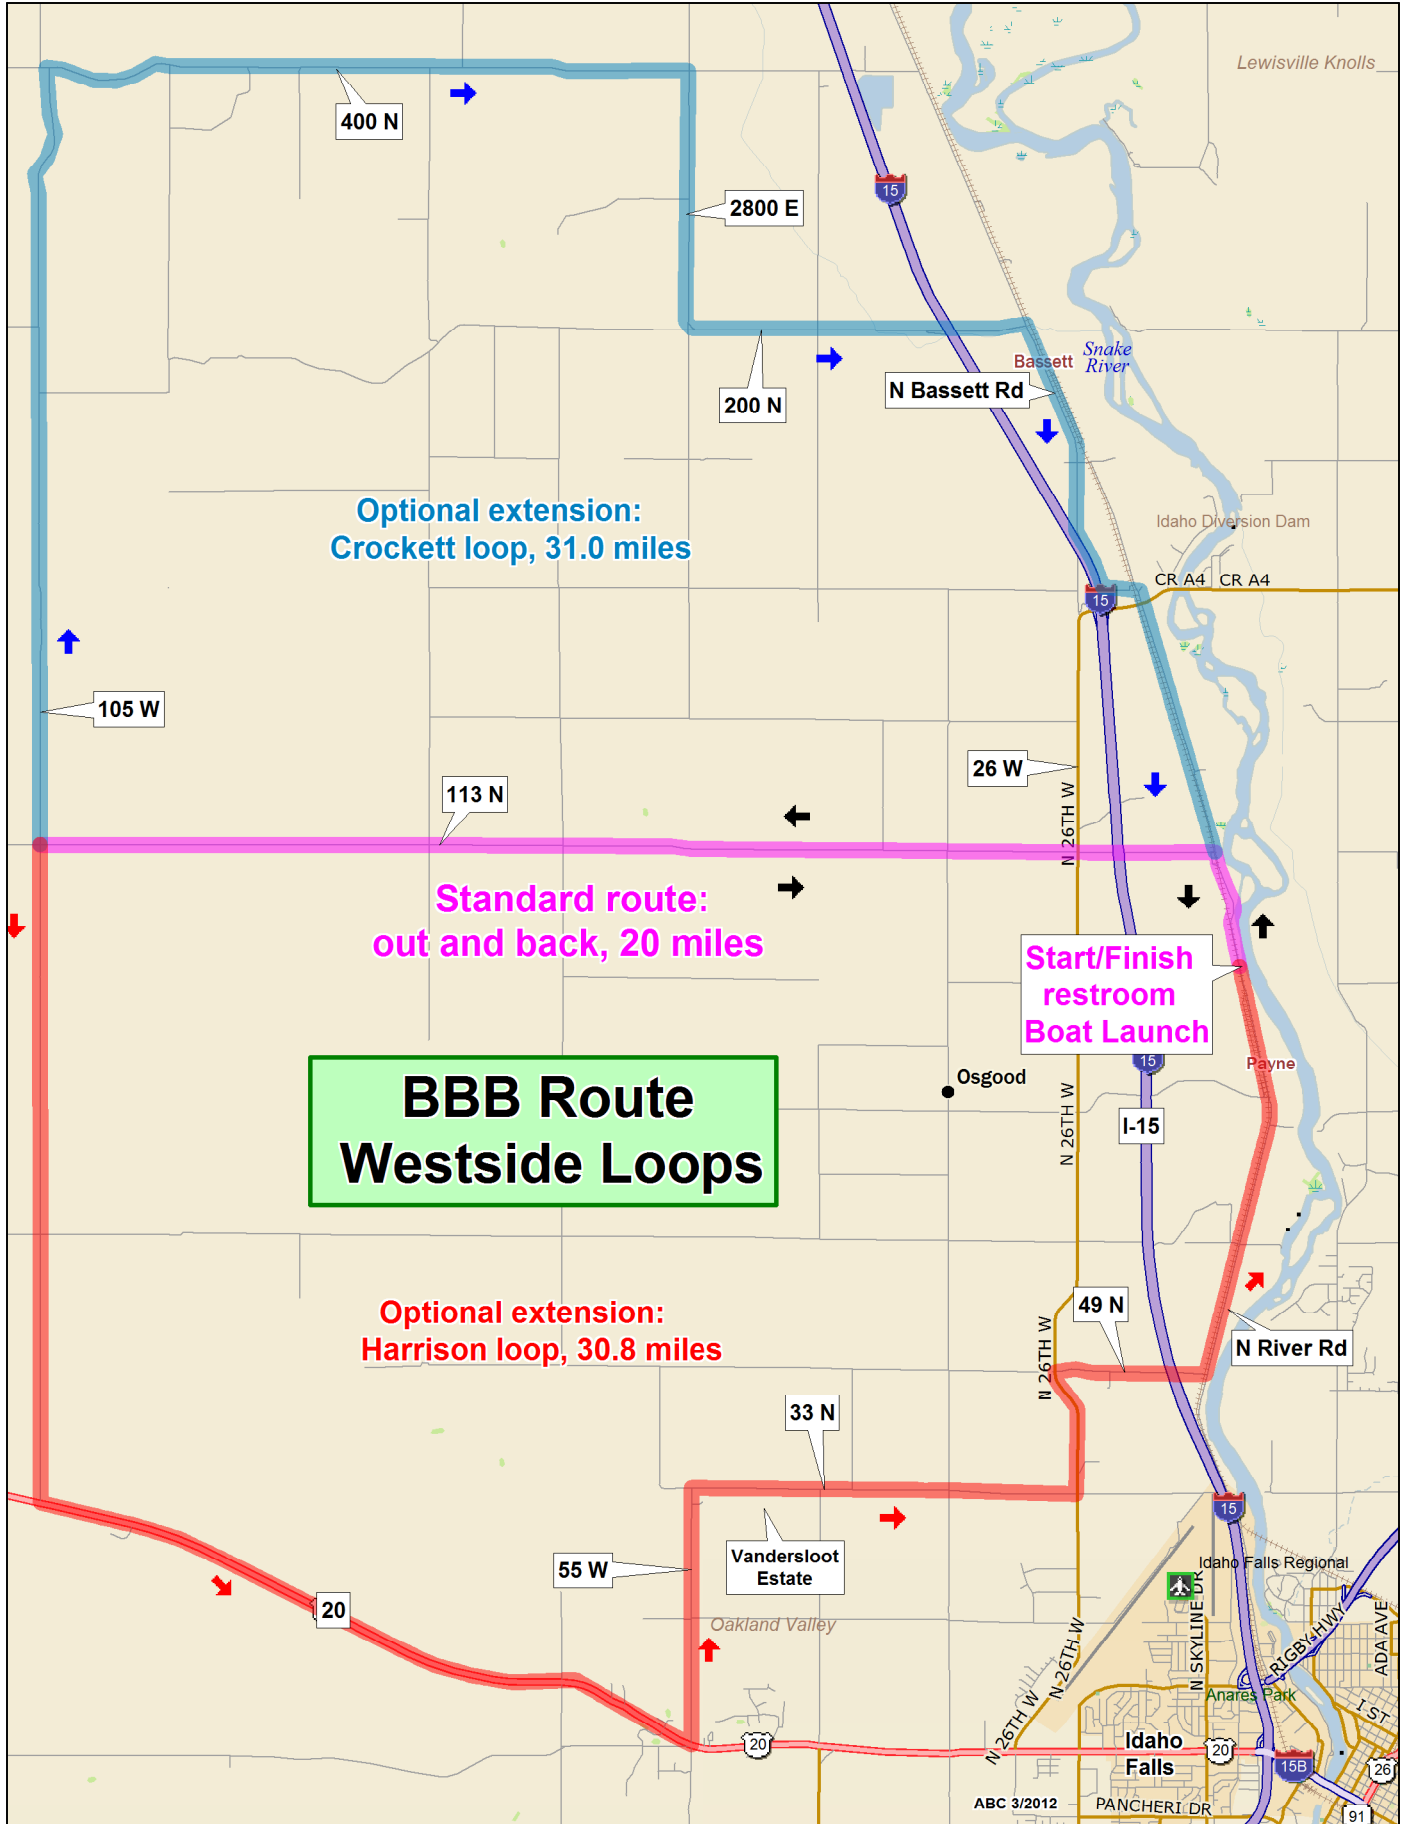 Lewisville Knolls
400 N
15
2800 E
Snake
River
Bassett
N Bassett Rd
200 N
Optional extension:
Crockett loop, 31.0 miles
Idaho Diversion Dam
CR A4 CR A4
15
105 W
26 W
113 N
N 26TH W
Standard route:
out and back, 20 miles
Start/Finish
restroom
Boat Launch
15
Payne
Osgood
BBB Route
Westside Loops
I-15
N 26TH W
49 N
Optional extension:
Harrison loop, 30.8 miles
N River Rd
N 26TH W
33 N
15
Vandersloot
Estate
55 W
Idaho Falls Regional
20
Oakland Valley
N 26TH W
N SKYLINE DR
RIGBY HWY
ADA AVE
Anares Park
I ST
N 26TH W
20
Idaho
Falls
20
15B
26
ABC 3/2012
PANCHERI DR
91